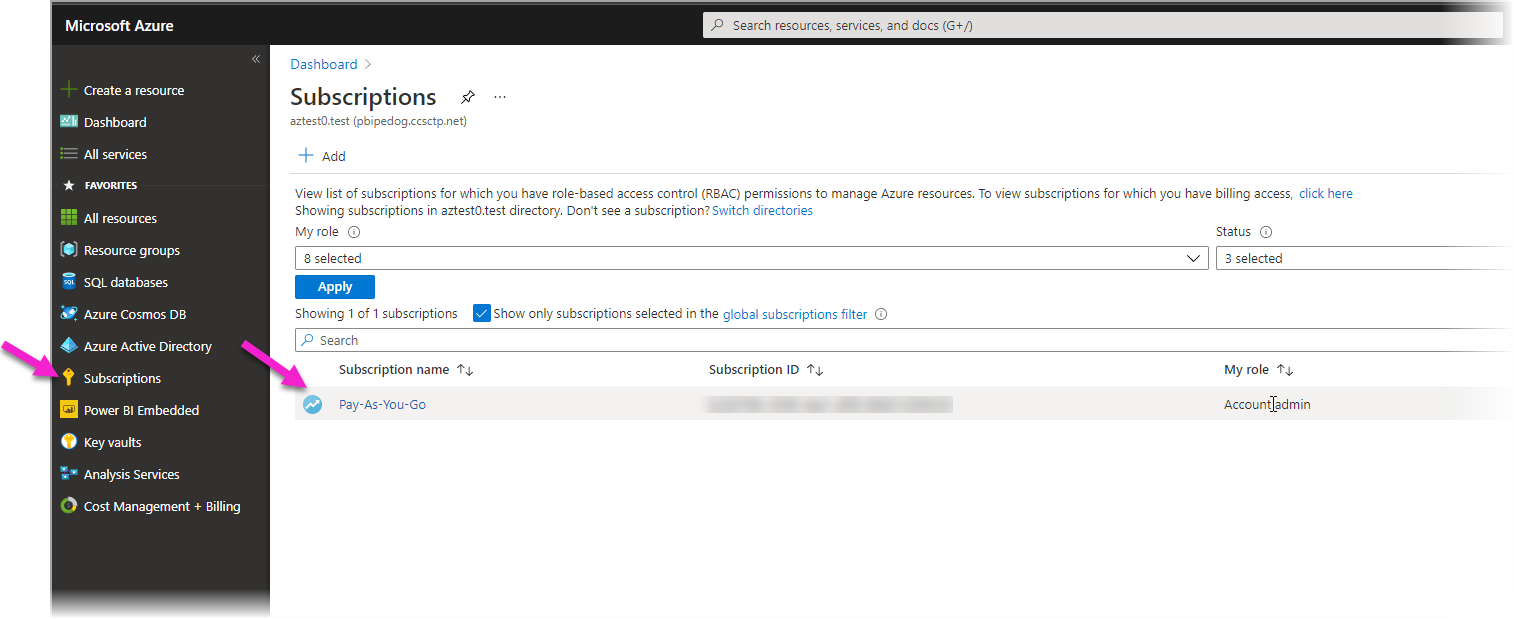 Microsoft Azure
Search resources, services, and docs (G+/)
«
Create a resource
Dashboard
All services
FAVORITES
All resources
Resource groups
SQL databases
Azure Cosmos DB
Azure Active Directory
Subscriptions
Power BI Embedded
Key vaults
Analysis Services
Cost Management + Billing
Dashboard >
Subscriptions ...
aztest0.test (pbipedog.ccsctp.net)
+ Add
View list of subscriptions for which you have role-based access control (RBAC) permissions to manage Azure resources. To view subscriptions for which you have billing access, click here
Showing subscriptions in aztest0.test directory. Don't see a subscription? Switch directories
My role
Status
8 selected
3 selected
Apply
Showing 1 of 1 subscriptions
Show only subscriptions selected in the global subscriptions filter
Search
Subscription name ↑↓ Subscription ID ↑↓ My role ↑↓
Pay-As-You-Go Account admin